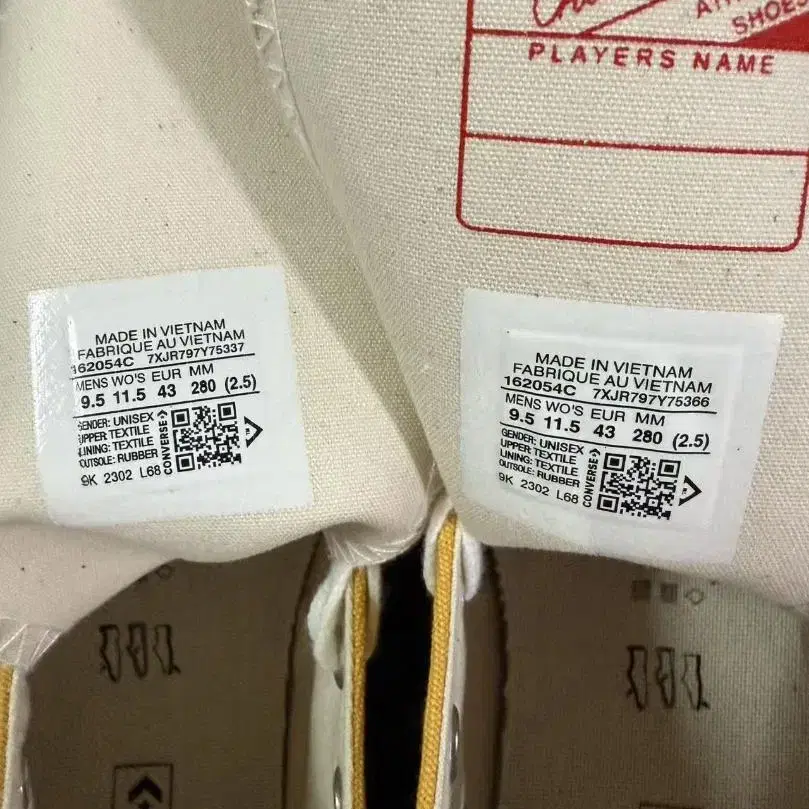 SHOES
PLAYERS NAME
MADE IN VIETNAM
FABRIQUE AU VIETNAM
162054C 7XJR797Y75337
MENS WO'S EUR MM
9.5 11.5 43 280 (2.5)
GENDER: UNISEX
UPPER: TEXTILE
LINING: TEXTILE
OUTSOLE: RUBBER
9K 2302 L68
CONVERSE
MADE IN VIETNAM
FABRIQUE AU VIETNAM
162054C 7XJR797Y75366
MENS WO'S EUR MM
9.5 11.5 43 280 (2.5)
GENDER: UNISEX
UPPER: TEXTILE
LINING: TEXTILE
OUTSOLE: RUBBER
9K 2302 L68
CONVERSE